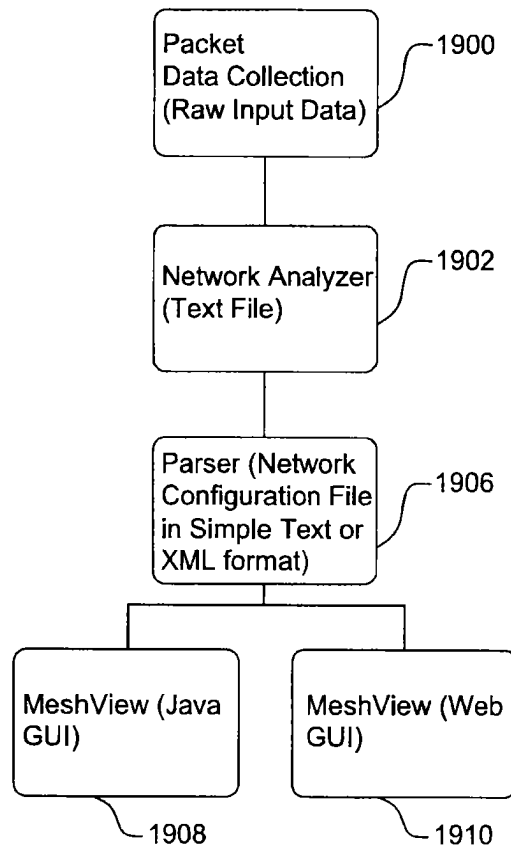 Packet
Data Collection
(Raw Input Data)
1900
Network Analyzer
(Text File)
1902
Parser (Network
Configuration File
in Simple Text or
XML format)
1906
MeshView (Java
GUI)
MeshView (Web
GUI)
1908
1910